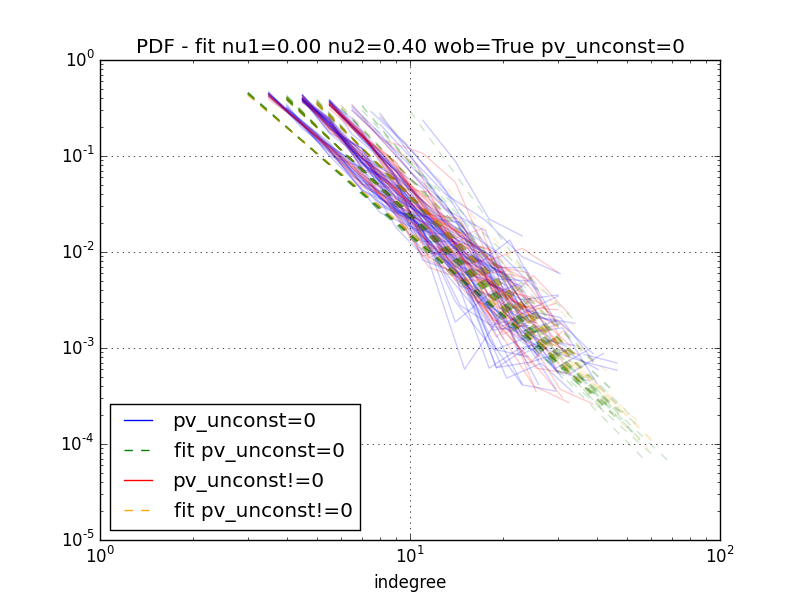 PDF - fit nu1=0.00 nu2=0.40 wob=True pv_unconst=0
10^0
10^-1
10^-2
10^-3
10^-4
10^-5
pv_unconst=0
fit pv_unconst=0
pv_unconst!=0
fit pv_unconst!=0
10^0 10^1 10^2
indegree